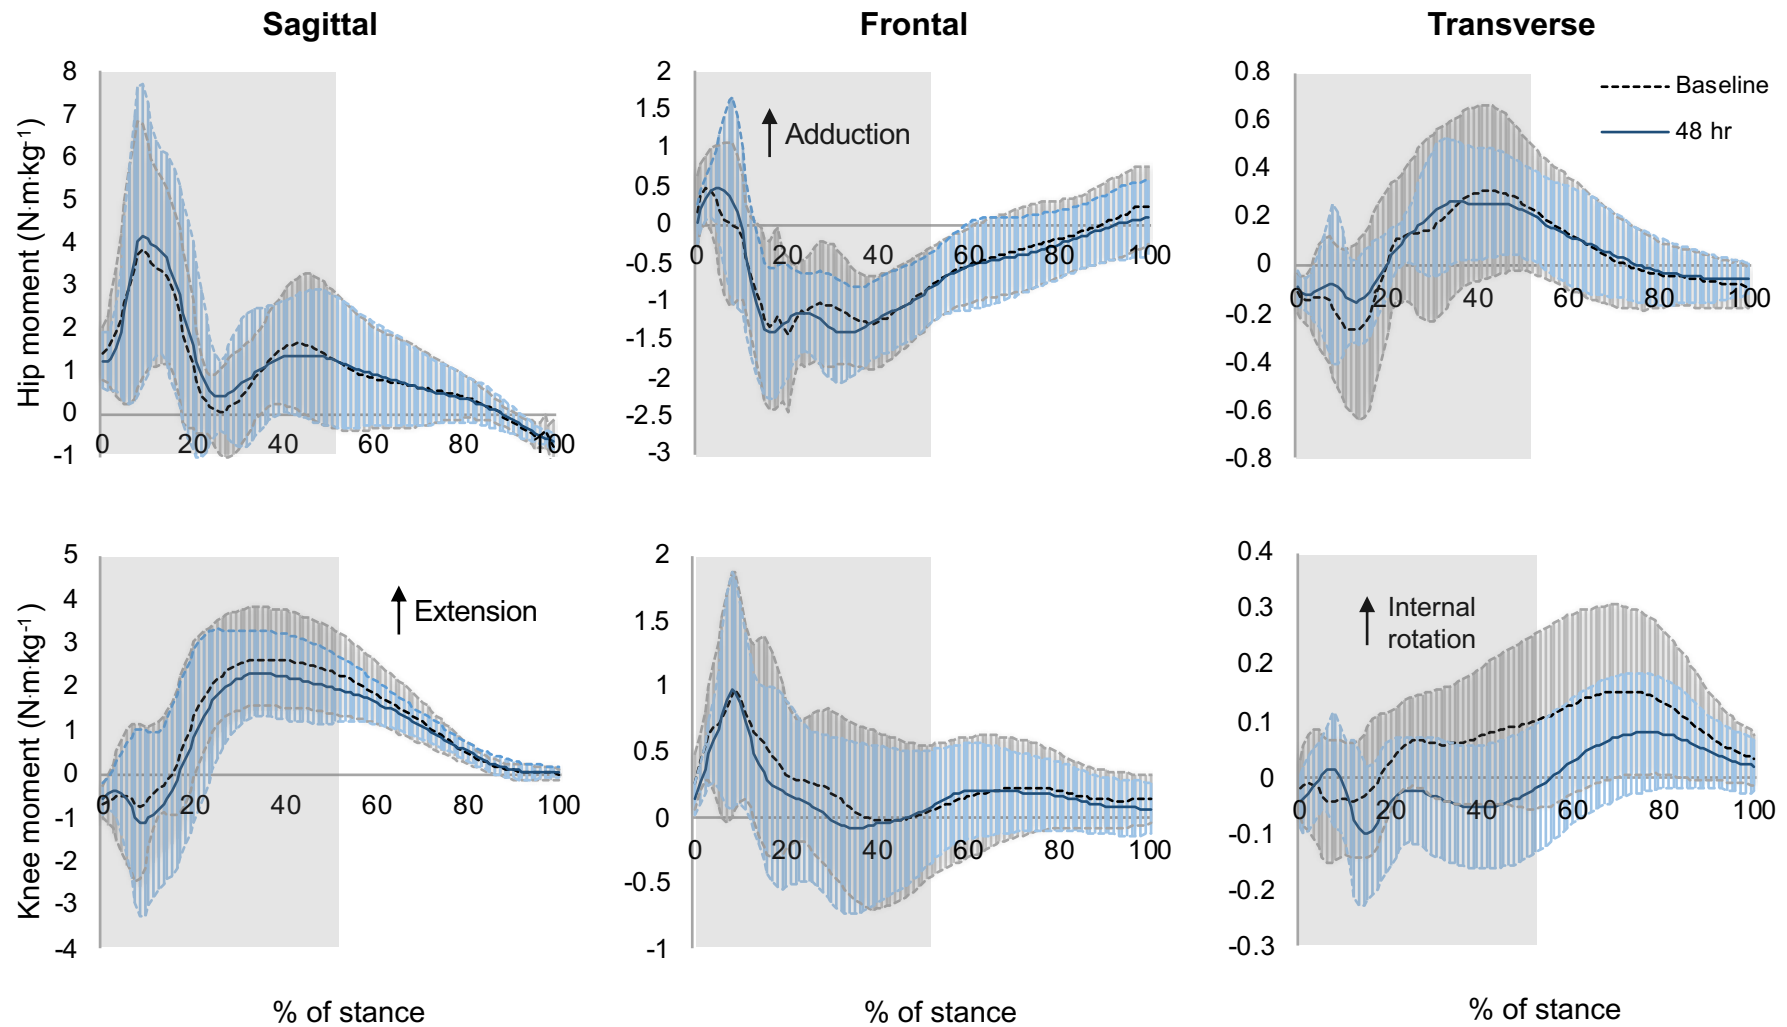 Sagittal
Frontal
Transverse
Hip moment (N·m·kg⁻¹)
8
7
6
5
4
3
2
1
0
-1
0 20 40 60 80 100
2
1.5
1
0.5
0
-0.5
-1
-1.5
-2
-2.5
-3
0 20 40 60 80 100
Adduction
0.8
0.6
0.4
0.2
0
-0.2
-0.4
-0.6
-0.8
0 20 40 60 80 100
Baseline
48 hr
Knee moment (N·m·kg⁻¹)
5
4
3
2
1
0
-1
-2
-3
-4
0 20 40 60 80 100
Extension
% of stance
2
1.5
1
0.5
0
-0.5
-1
0 20 40 60 80 100
% of stance
0.4
0.3
0.2
0.1
0
-0.1
-0.2
-0.3
0 20 40 60 80 100
Internal
rotation
% of stance